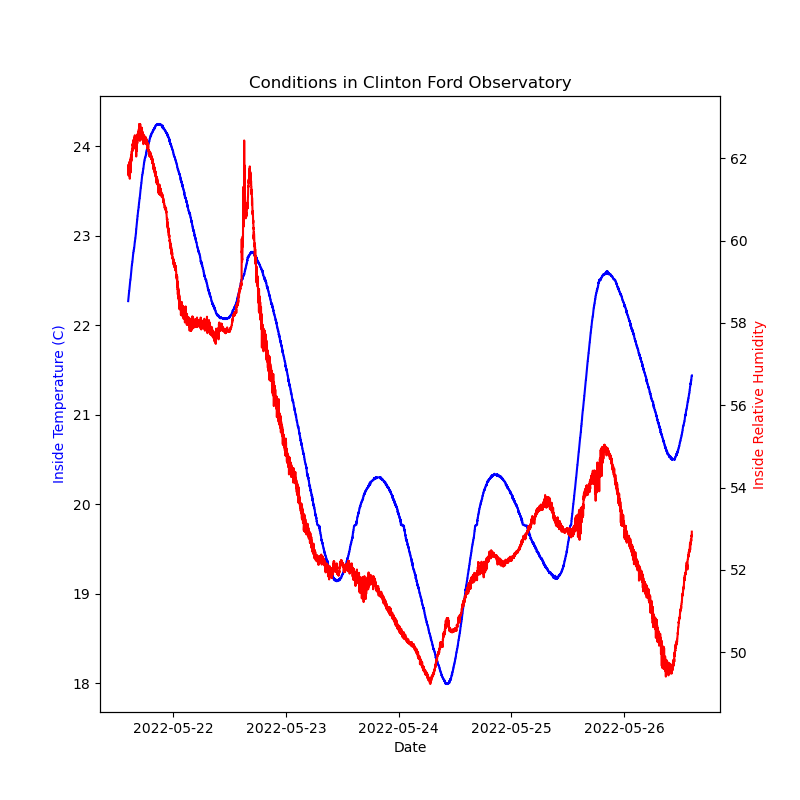 Conditions in Clinton Ford Observatory
Inside Temperature (C)
24
23
22
21
20
19
18
62
60
58
56
54
52
50
Inside Relative Humidity
2022-05-22 2022-05-23 2022-05-24 2022-05-25 2022-05-26
Date